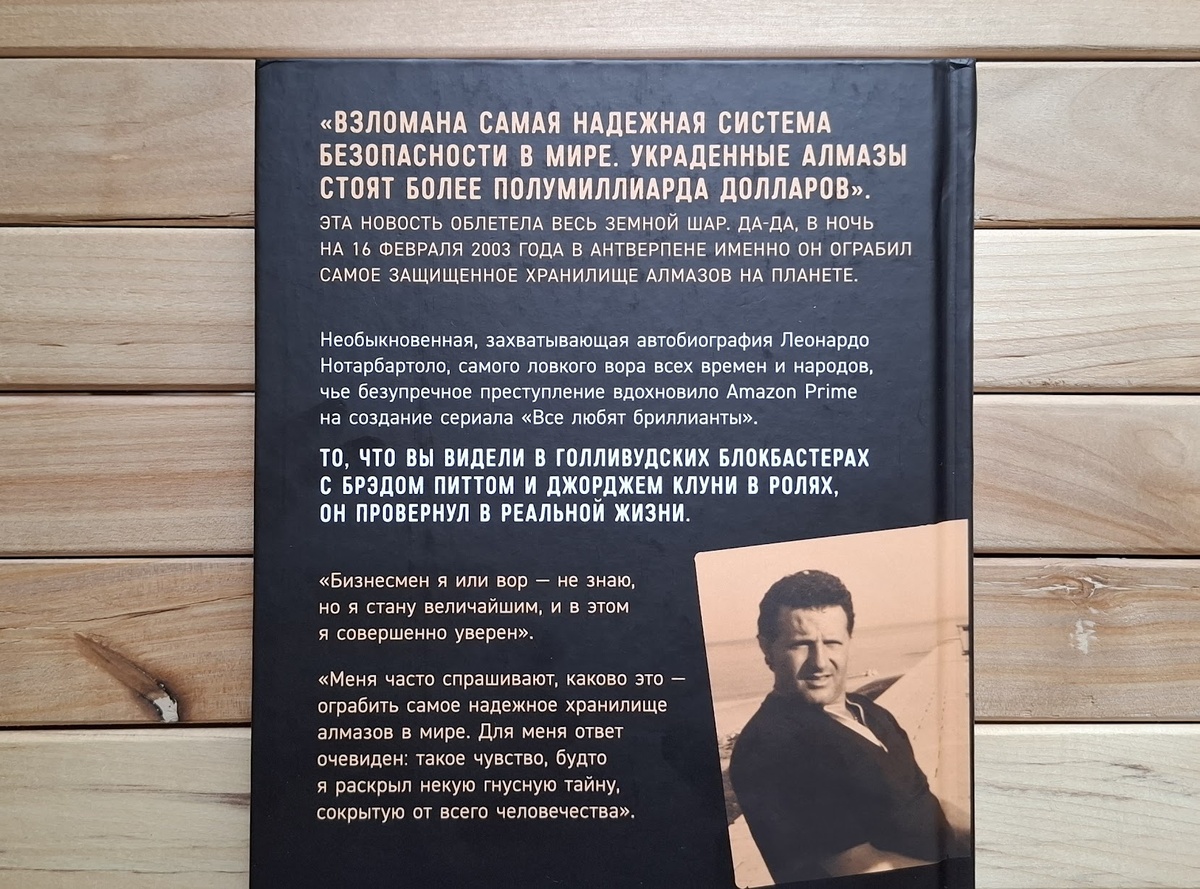 «ВЗЛОМАНА САМАЯ НАДЕЖНАЯ СИСТЕМА
БЕЗОПАСНОСТИ В МИРЕ. УКРАДЕННЫЕ АЛМАЗЫ
СТОЯТ БОЛЕЕ ПОЛУМИЛЛИАРДА ДОЛЛАРОВ».
ЭТА НОВОСТЬ ОБЛЕТЕЛА ВЕСЬ ЗЕМНОЙ ШАР. ДА-ДА, В НОЧЬ
НА 16 ФЕВРАЛЯ 2003 ГОДА В АНТВЕРПЕНЕ ИМЕННО ОН ОГРАБИЛ
САМОЕ ЗАЩИЩЕННОЕ ХРАНИЛИЩЕ АЛМАЗОВ НА ПЛАНЕТЕ.
Необыкновенная, захватывающая автобиография Леонардо
Нотарбартоло, самого ловкого вора всех времен и народов,
чье безупречное преступление вдохновило Amazon Prime
на создание сериала «Все любят бриллианты».
ТО, ЧТО ВЫ ВИДЕЛИ В ГОЛЛИВУДСКИХ БЛОКБАСТЕРАХ
С БРЭДОМ ПИТТОМ И ДЖОРДЖЕМ КЛУНИ В РОЛЯХ,
ОН ПРОВЕРНУЛ В РЕАЛЬНОЙ ЖИЗНИ.
«Бизнесмен я или вор — не знаю,
но я стану величайшим, и в этом
я совершенно уверен».
«Меня часто спрашивают, каково это —
ограбить самое надежное хранилище
алмазов в мире. Для меня ответ
очевиден: такое чувство, будто
я раскрыл некую гнусную тайну,
сокрытую от всего человечества».